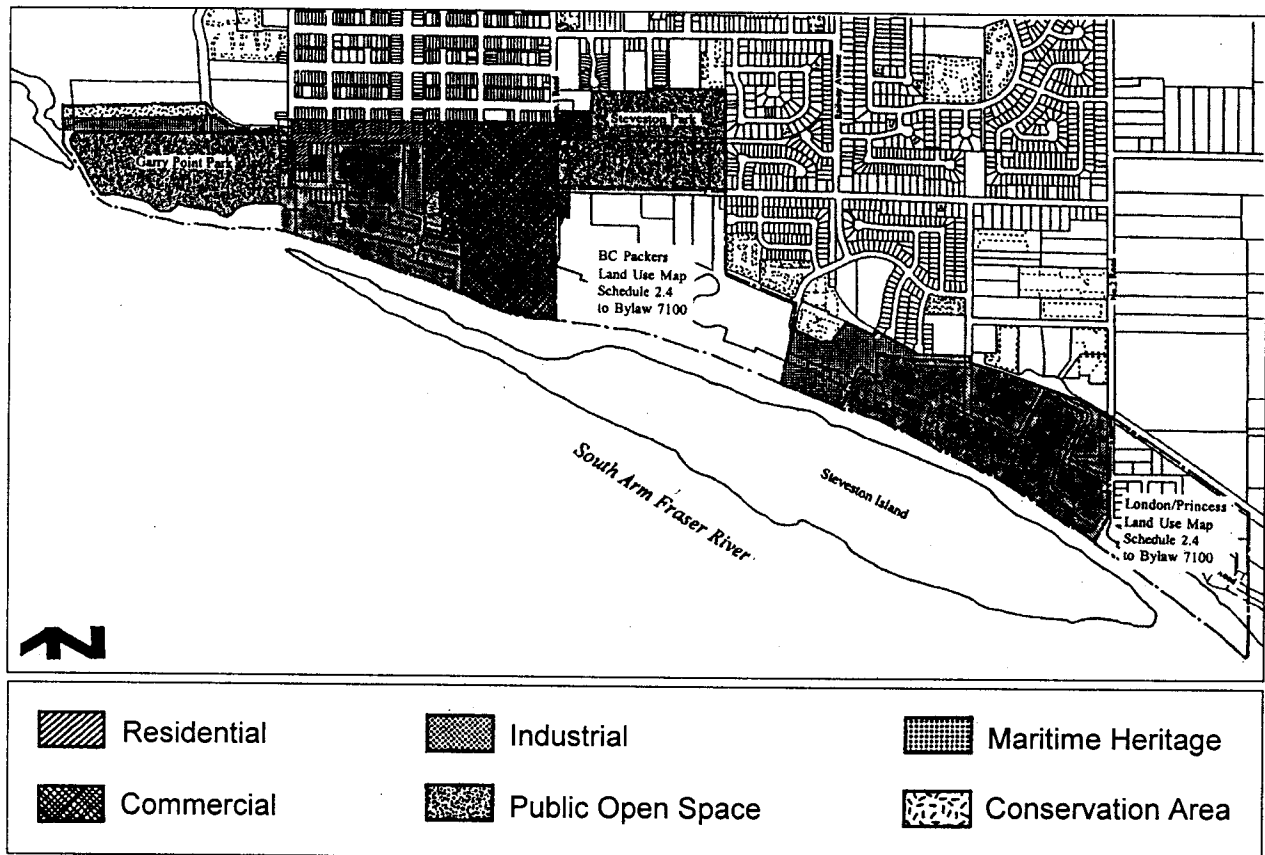 Steveston Park
Garry Point Park
Railway Avenue
BC Packers
Land Use Map
Schedule 2.4
to Bylaw 7100
South Arm Fraser River
Steveston Island
London/Princess
Land Use Map
Schedule 2.4
to Bylaw 7100
N
Residential
Industrial
Maritime Heritage
Commercial
Public Open Space
Conservation Area